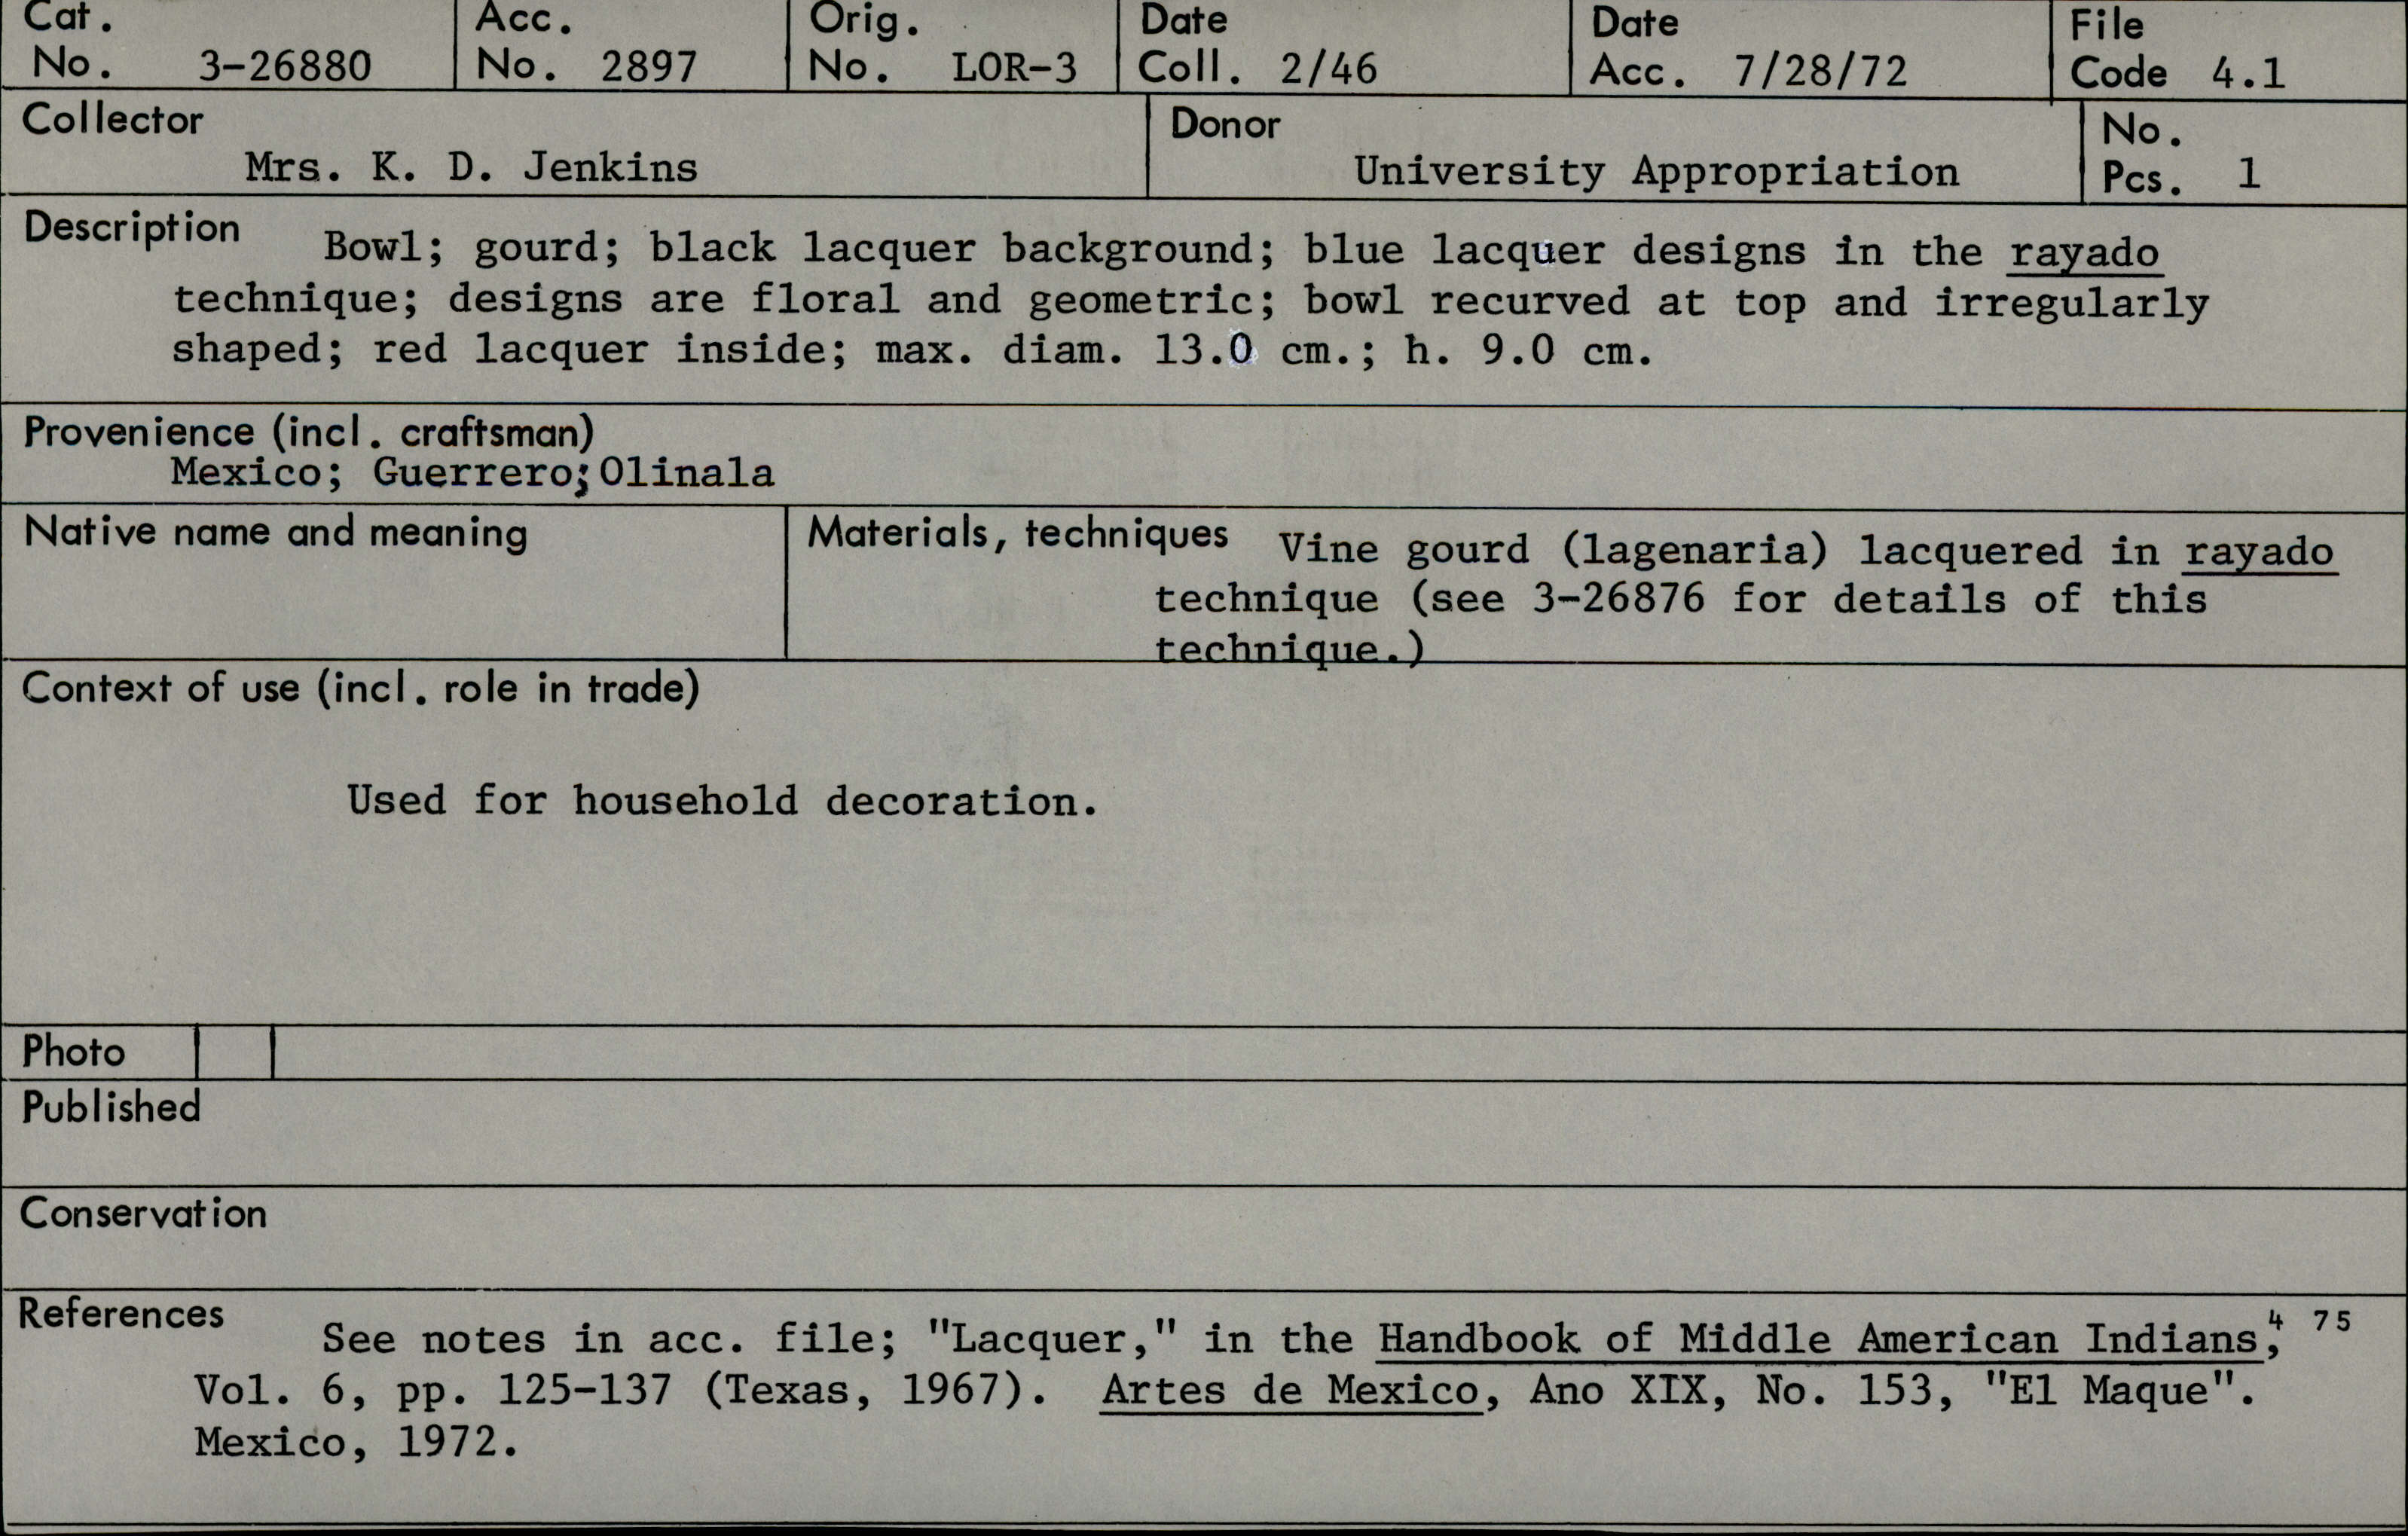 Cat. No. 3-26880
Acc. No. 2897
Orig. No. LOR-3
Date Coll. 2/46
Date Acc. 7/28/72
File Code 4.1
Collector
Mrs. K. D. Jenkins
Donor
University Appropriation
No. Pcs. 1
Description Bowl; gourd; black lacquer background; blue lacquer designs in the rayado
technique; designs are floral and geometric; bowl recurved at top and irregularly
shaped; red lacquer inside; max. diam. 13.0 cm.; h. 9.0 cm.
Provenience (incl. craftsman)
Mexico; Guerrero; Olinala
Native name and meaning
Materials, techniques Vine gourd (lagenaria) lacquered in rayado
technique (see 3-26876 for details of this
technique.)
Context of use (incl. role in trade)
Used for household decoration.
Photo
Published
Conservation
References
4 75
See notes in acc. file; "Lacquer," in the Handbook of Middle American Indians,
Vol. 6, pp. 125-137 (Texas, 1967). Artes de Mexico, Ano XIX, No. 153, "El Maque".
Mexico, 1972.